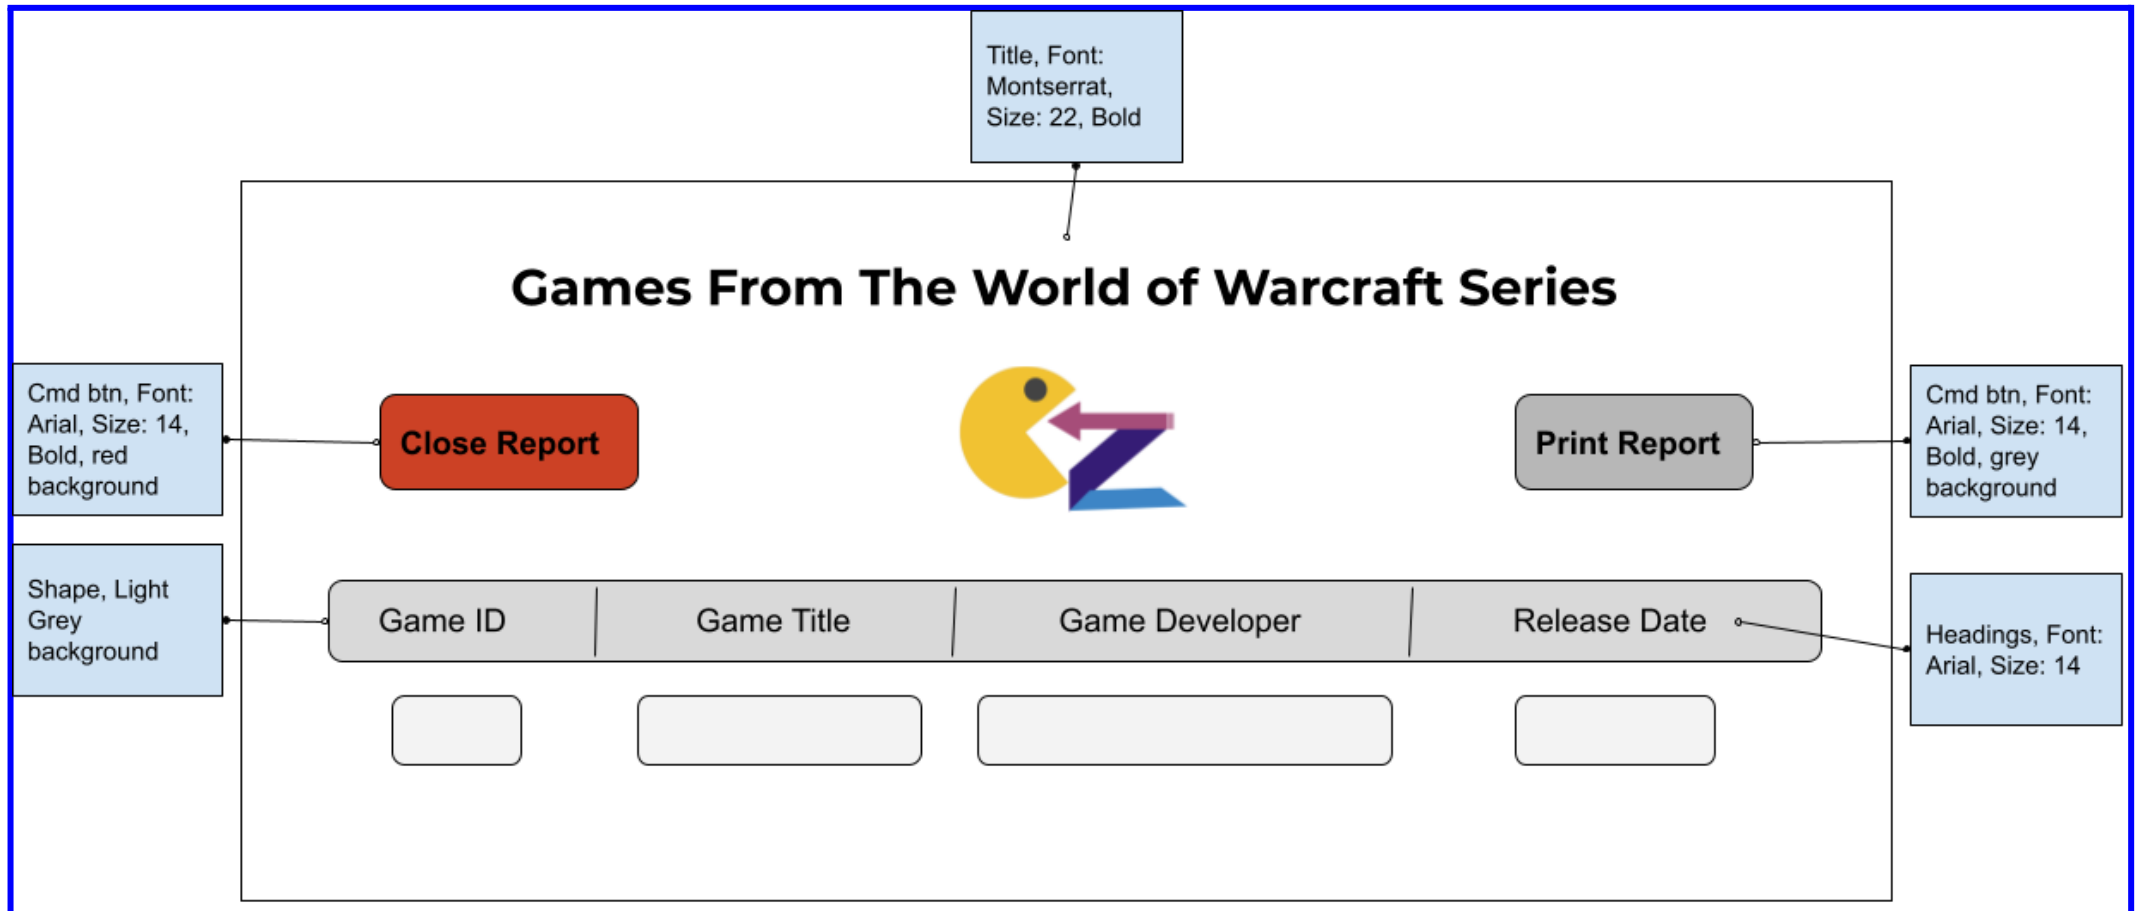 Title, Font:
Montserrat,
Size: 22, Bold
Games From The World of Warcraft Series
Cmd btn, Font:
Arial, Size: 14,
Bold, red
background
Close Report
Print Report
Cmd btn, Font:
Arial, Size: 14,
Bold, grey
background
Shape, Light
Grey
background
Game ID
Game Title
Game Developer
Release Date
Headings, Font:
Arial, Size: 14